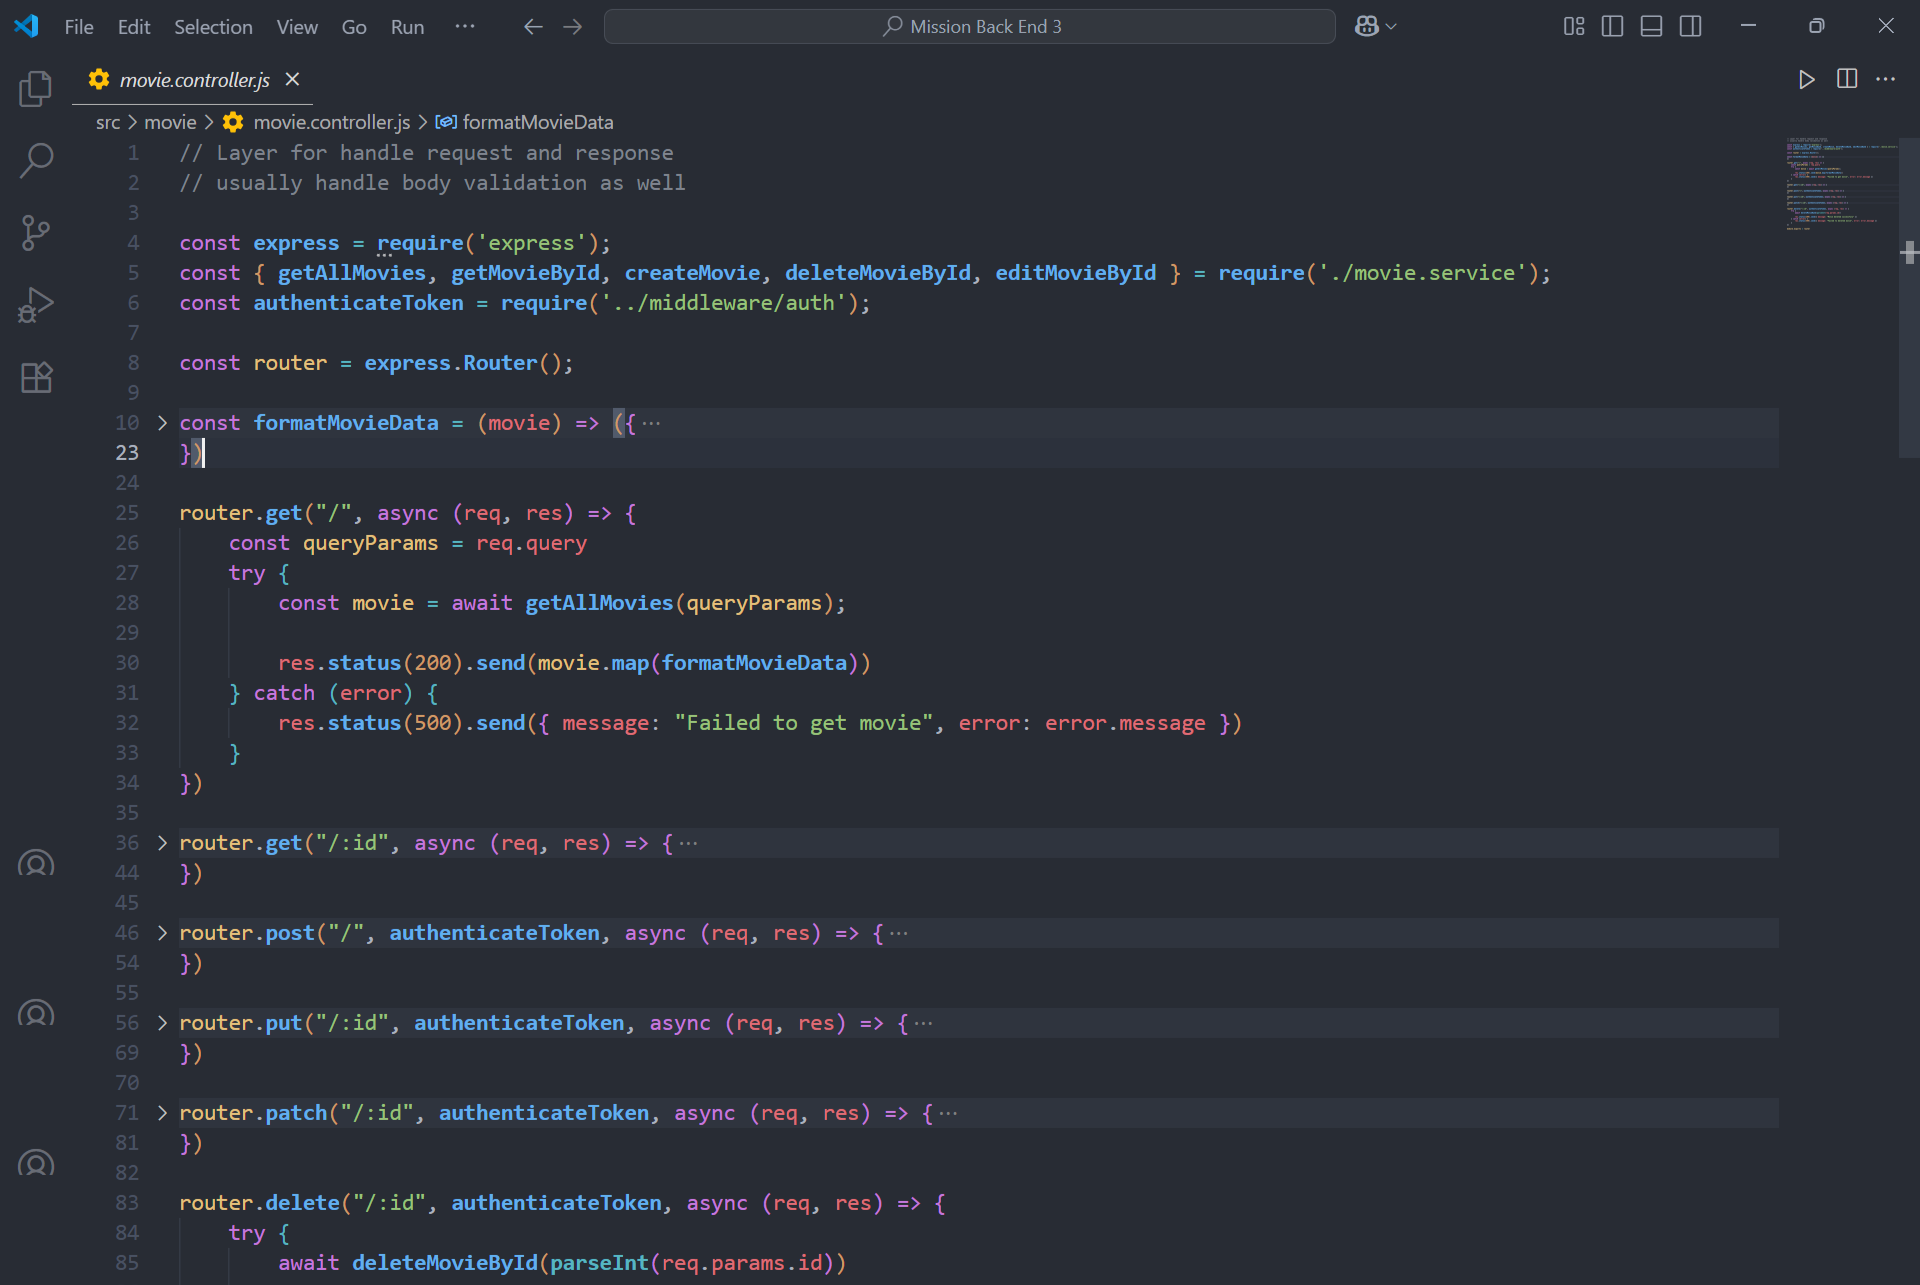 File Edit Selection View Go Run ··· Mission Back End 3
movie.controller.js
src > movie > movie.controller.js > formatMovieData
1 // Layer for handle request and response
2 // usually handle body validation as well
3
4 const express = require('express');
5 const { getAllMovies, getMovieById, createMovie, deleteMovieById, editMovieById } = require('./movie.service');
6 const authenticateToken = require('../middleware/auth');
7
8 const router = express.Router();
9
10 const formatMovieData = (movie) => ({···
23 })
24
25 router.get("/", async (req, res) => {
26     const queryParams = req.query
27     try {
28         const movie = await getAllMovies(queryParams);
29
30         res.status(200).send(movie.map(formatMovieData))
31     } catch (error) {
32         res.status(500).send({ message: "Failed to get movie", error: error.message })
33     }
34 })
35
36 router.get("/:id", async (req, res) => {···
44 })
45
46 router.post("/", authenticateToken, async (req, res) => {···
54 })
55
56 router.put("/:id", authenticateToken, async (req, res) => {···
69 })
70
71 router.patch("/:id", authenticateToken, async (req, res) => {···
81 })
82
83 router.delete("/:id", authenticateToken, async (req, res) => {
84     try {
85         await deleteMovieById(parseInt(req.params.id))